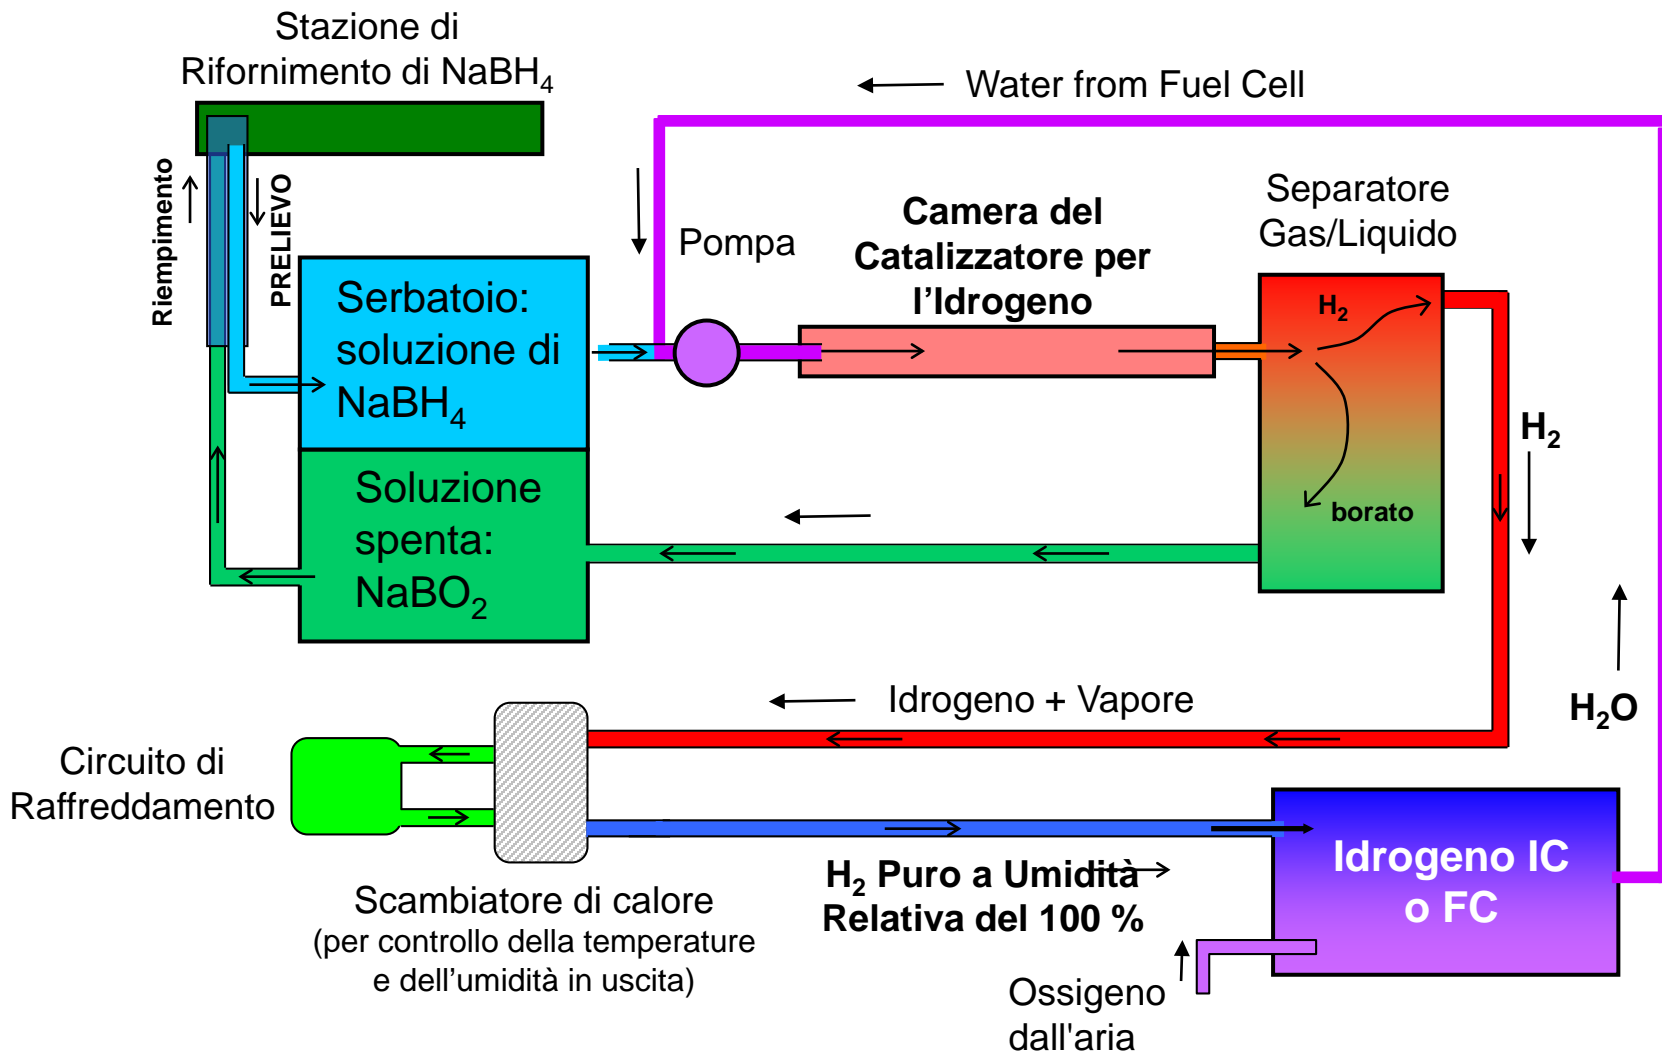 Stazione di
Rifornimento di NaBH4
Water from Fuel Cell
Riempimento
PRELIEVO
Pompa
Camera del
Catalizzatore per
l'Idrogeno
Separatore
Gas/Liquido
Serbatoio:
soluzione di
NaBH4
H2
borato
H2
Soluzione
spenta:
NaBO2
Idrogeno + Vapore
H2O
Circuito di
Raffreddamento
Scambiatore di calore
(per controllo della temperature
e dell'umidità in uscita)
H2 Puro a Umidità
Relativa del 100 %
Idrogeno IC
o FC
Ossigeno
dall'aria